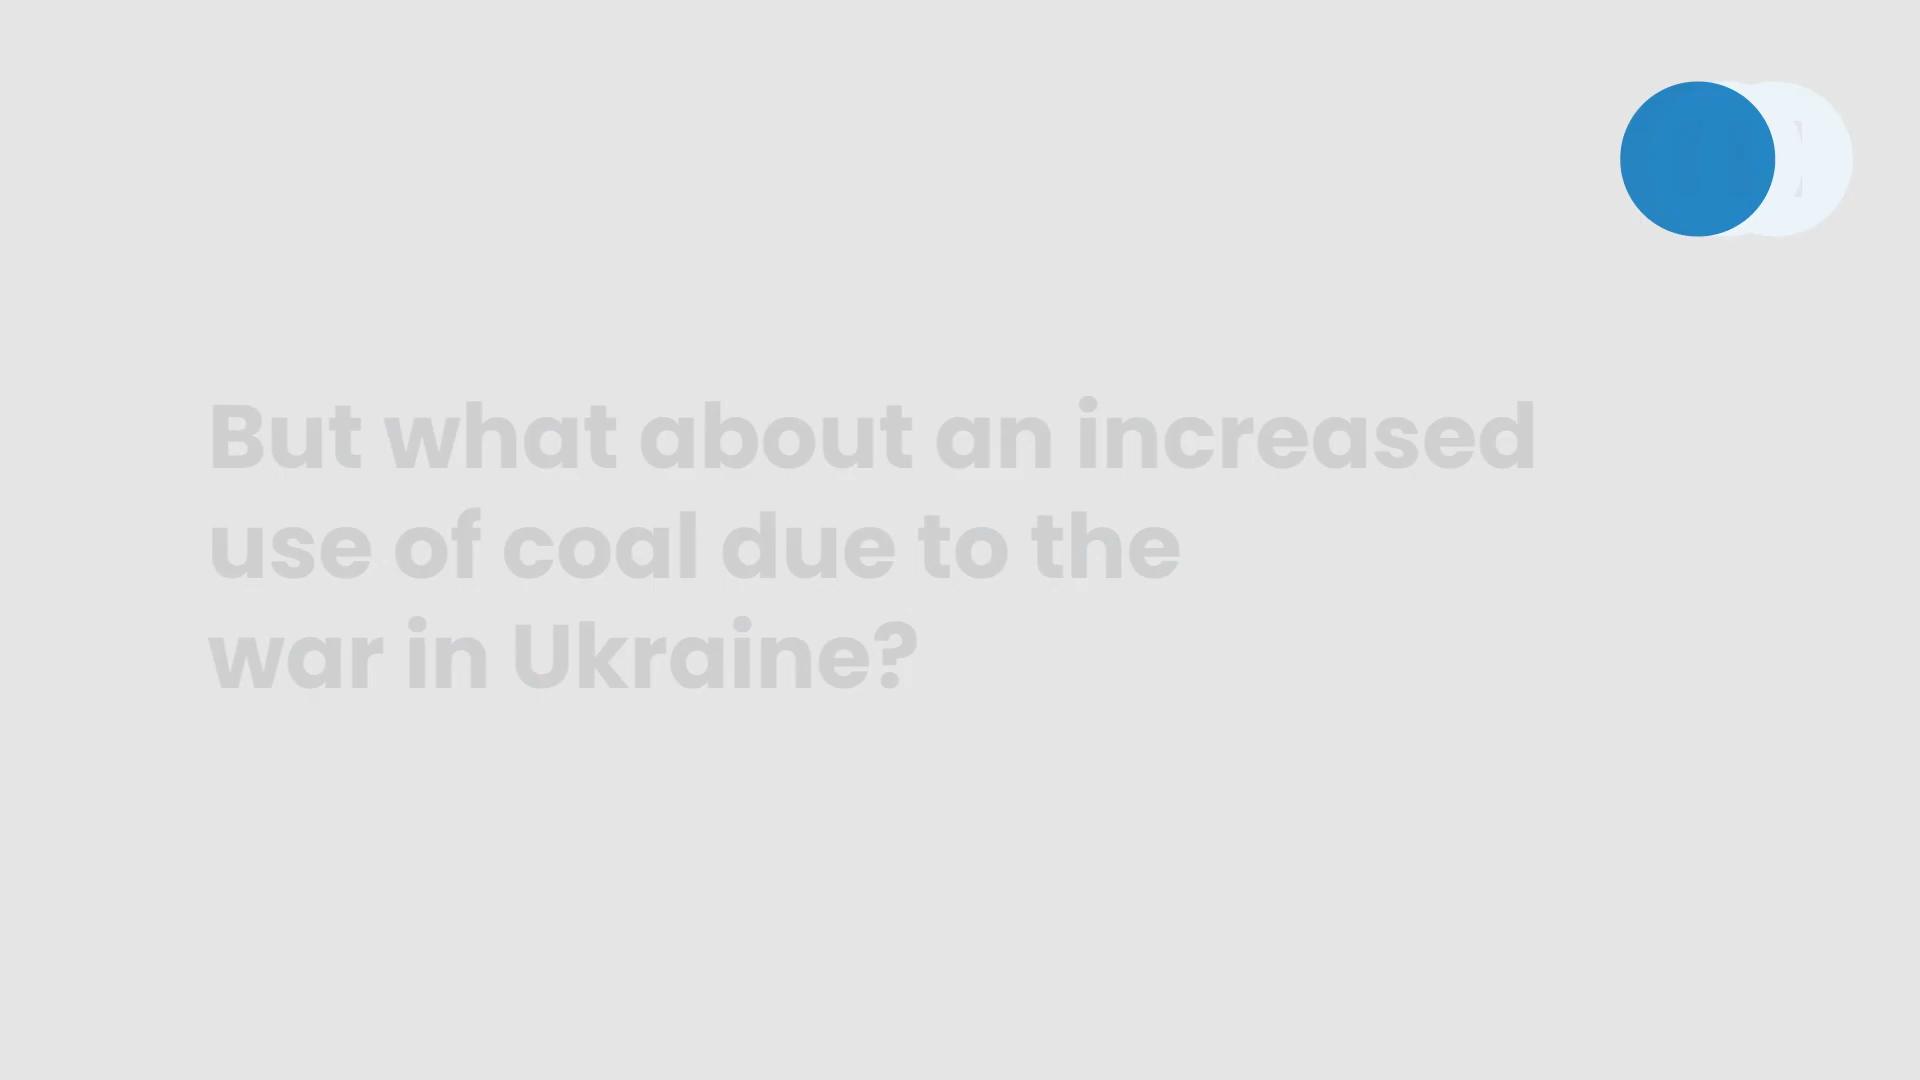 But what about an increased
use of coal due to the
war in Ukraine?